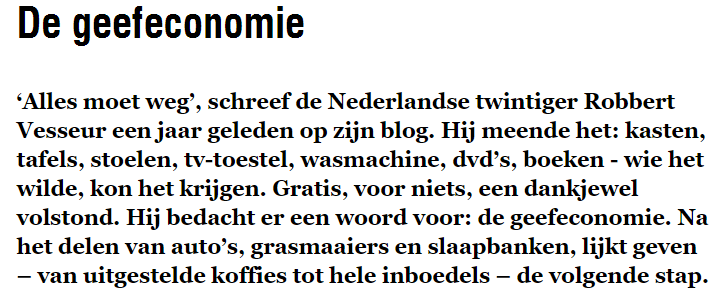 De geefeconomie
‘Alles moet weg’, schreef de Nederlandse twintiger Robbert
Vesseur een jaar geleden op zijn blog. Hij meende het: kasten,
tafels, stoelen, tv-toestel, wasmachine, dvd’s, boeken - wie het
wilde, kon het krijgen. Gratis, voor niets, een dankjewel
volstond. Hij bedacht er een woord voor: de geefeconomie. Na
het delen van auto’s, grasmaaiers en slaapbanken, lijkt geven
– van uitgestelde koffies tot hele inboedels – de volgende stap.